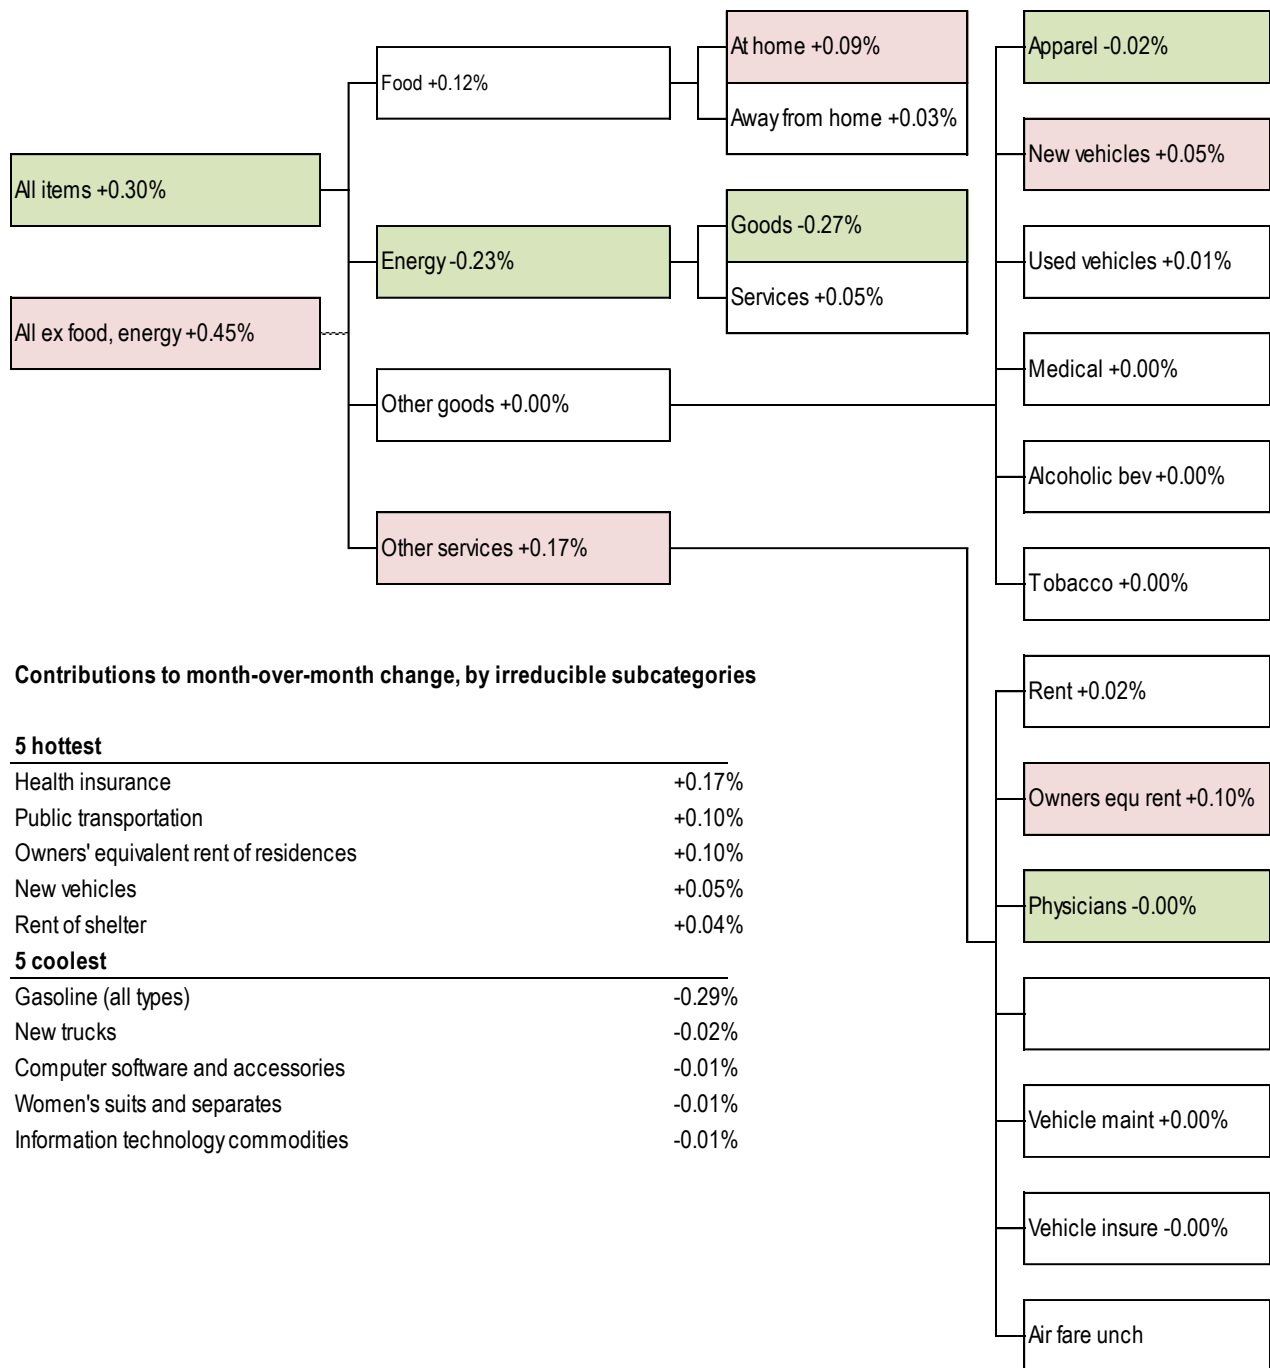 All items +0.30%
All ex food, energy +0.45%
Food +0.12%
Energy -0.23%
Other goods +0.00%
Other services +0.17%
At home +0.09%
Away from home +0.03%
Goods -0.27%
Services +0.05%
Apparel -0.02%
New vehicles +0.05%
Used vehicles +0.01%
Medical +0.00%
Alcoholic bev +0.00%
Tobacco +0.00%
Rent +0.02%
Owners equ rent +0.10%
Physicians -0.00%
Vehicle maint +0.00%
Vehicle insure -0.00%
Air fare unch
Contributions to month-over-month change, by irreducible subcategories
5 hottest
Health insurance +0.17%
Public transportation +0.10%
Owners' equivalent rent of residences +0.10%
New vehicles +0.05%
Rent of shelter +0.04%
5 coolest
Gasoline (all types) -0.29%
New trucks -0.02%
Computer software and accessories -0.01%
Women's suits and separates -0.01%
Information technology commodities -0.01%